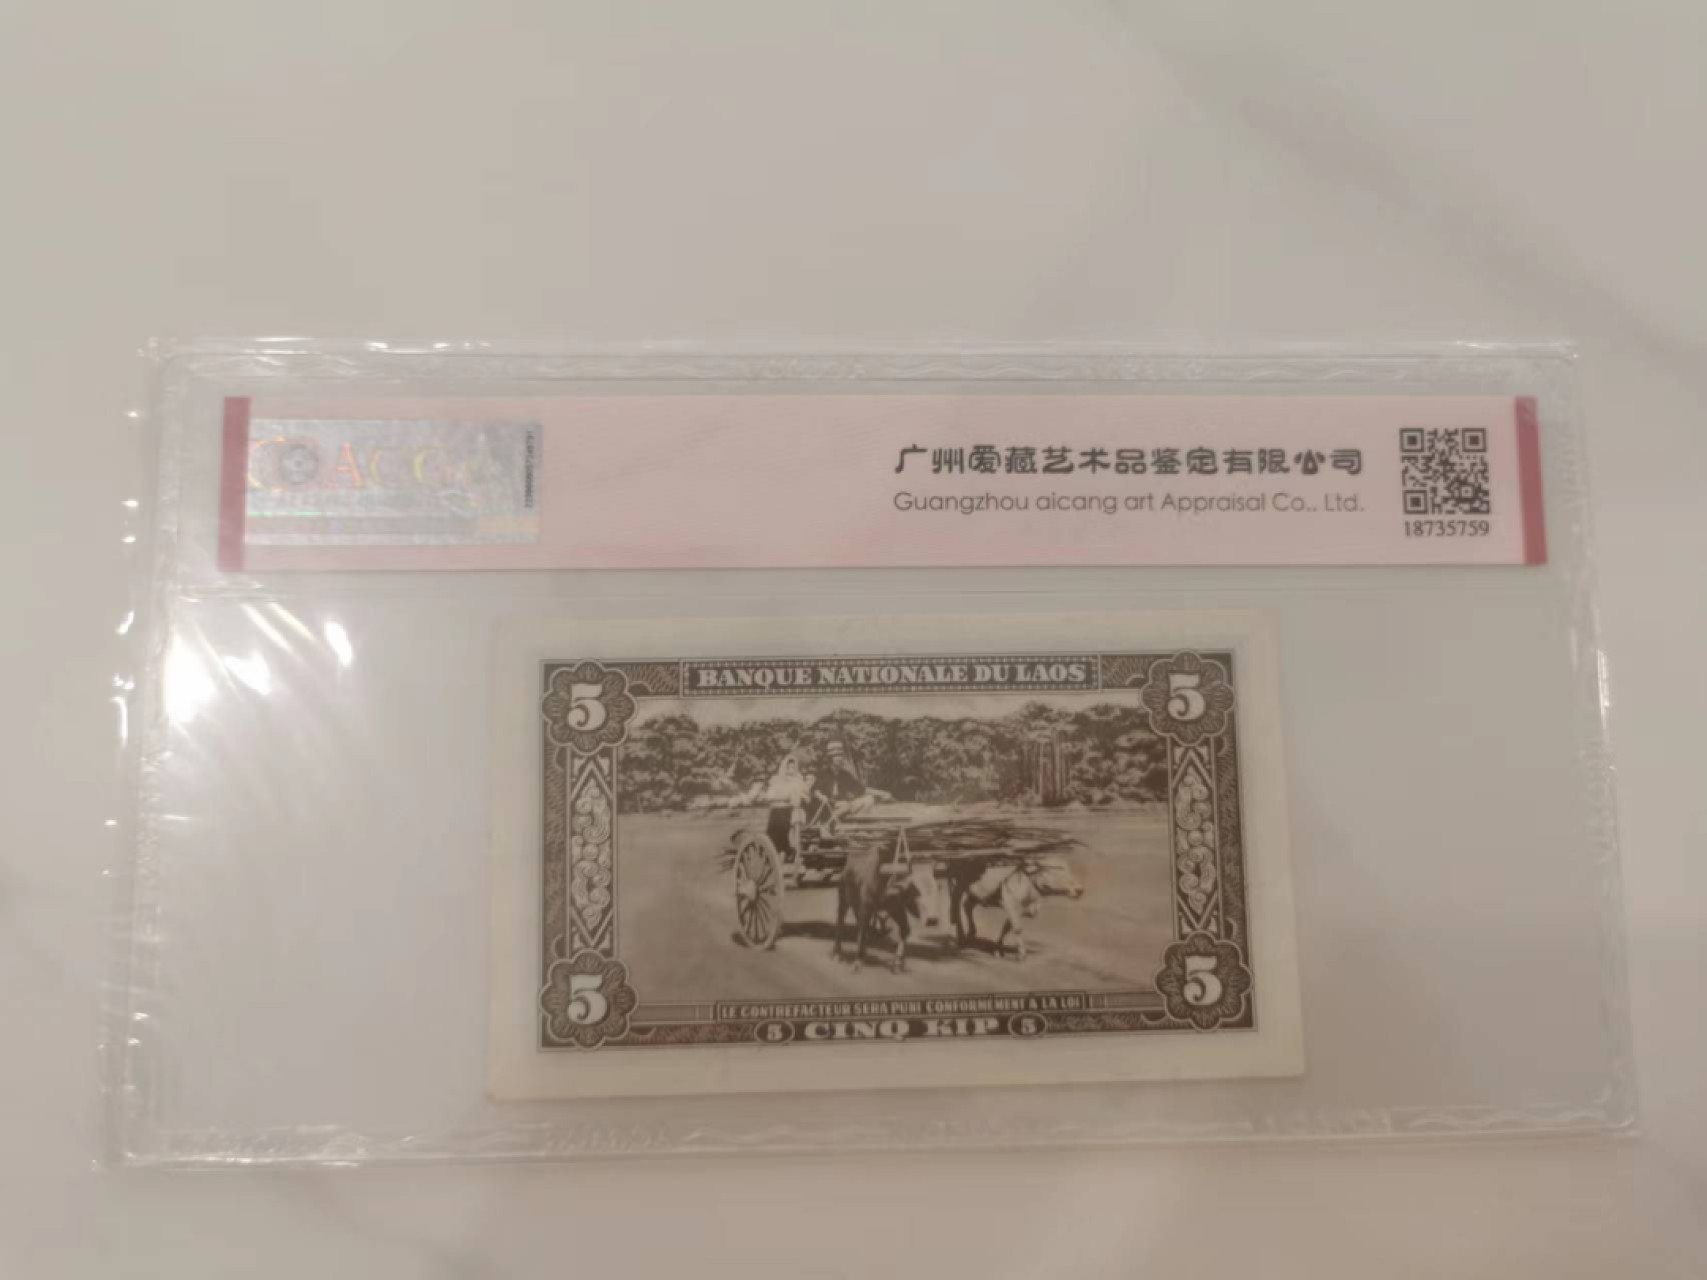 ACCA
广州爱藏艺术品鉴定有限公司
Guangzhou aicang art Appraisal Co., Ltd.
18735759
5 BANQUE NATIONALE DU LAOS 5
5 LE CONTREFACTEUR SERA PUNI CONFORMEMENT A LA LOI 5
5 CINQ KIP 5